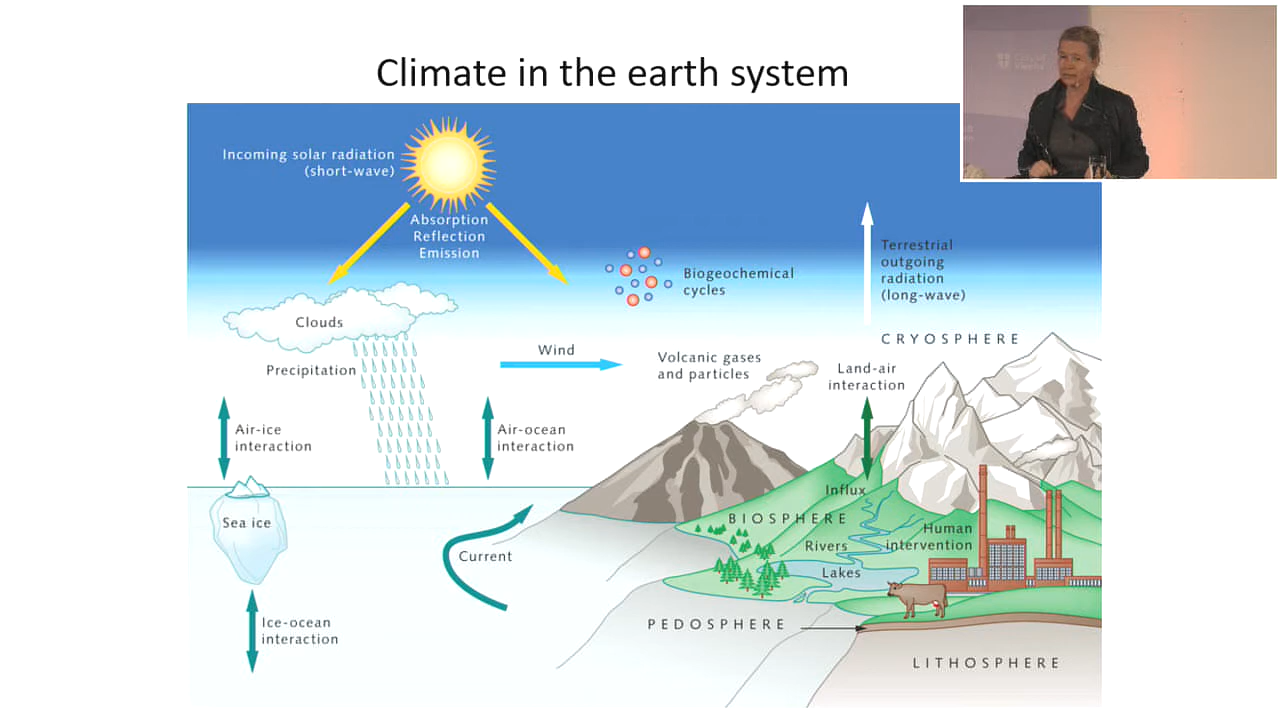 Climate in the earth system
Incoming solar radiation
(short-wave)
Absorption
Reflection
Emission
Biogeochemical
cycles
Terrestrial
outgoing
radiation
(long-wave)
Clouds
Precipitation
Wind
Volcanic gases
and particles
CRYOSPHERE
Land-air
interaction
Air-ice
interaction
Air-ocean
interaction
Sea ice
Current
Ice-ocean
interaction
Influx
BIOSPHERE
Rivers
Lakes
Human
intervention
PEDOSPHERE
LITHOSPHERE